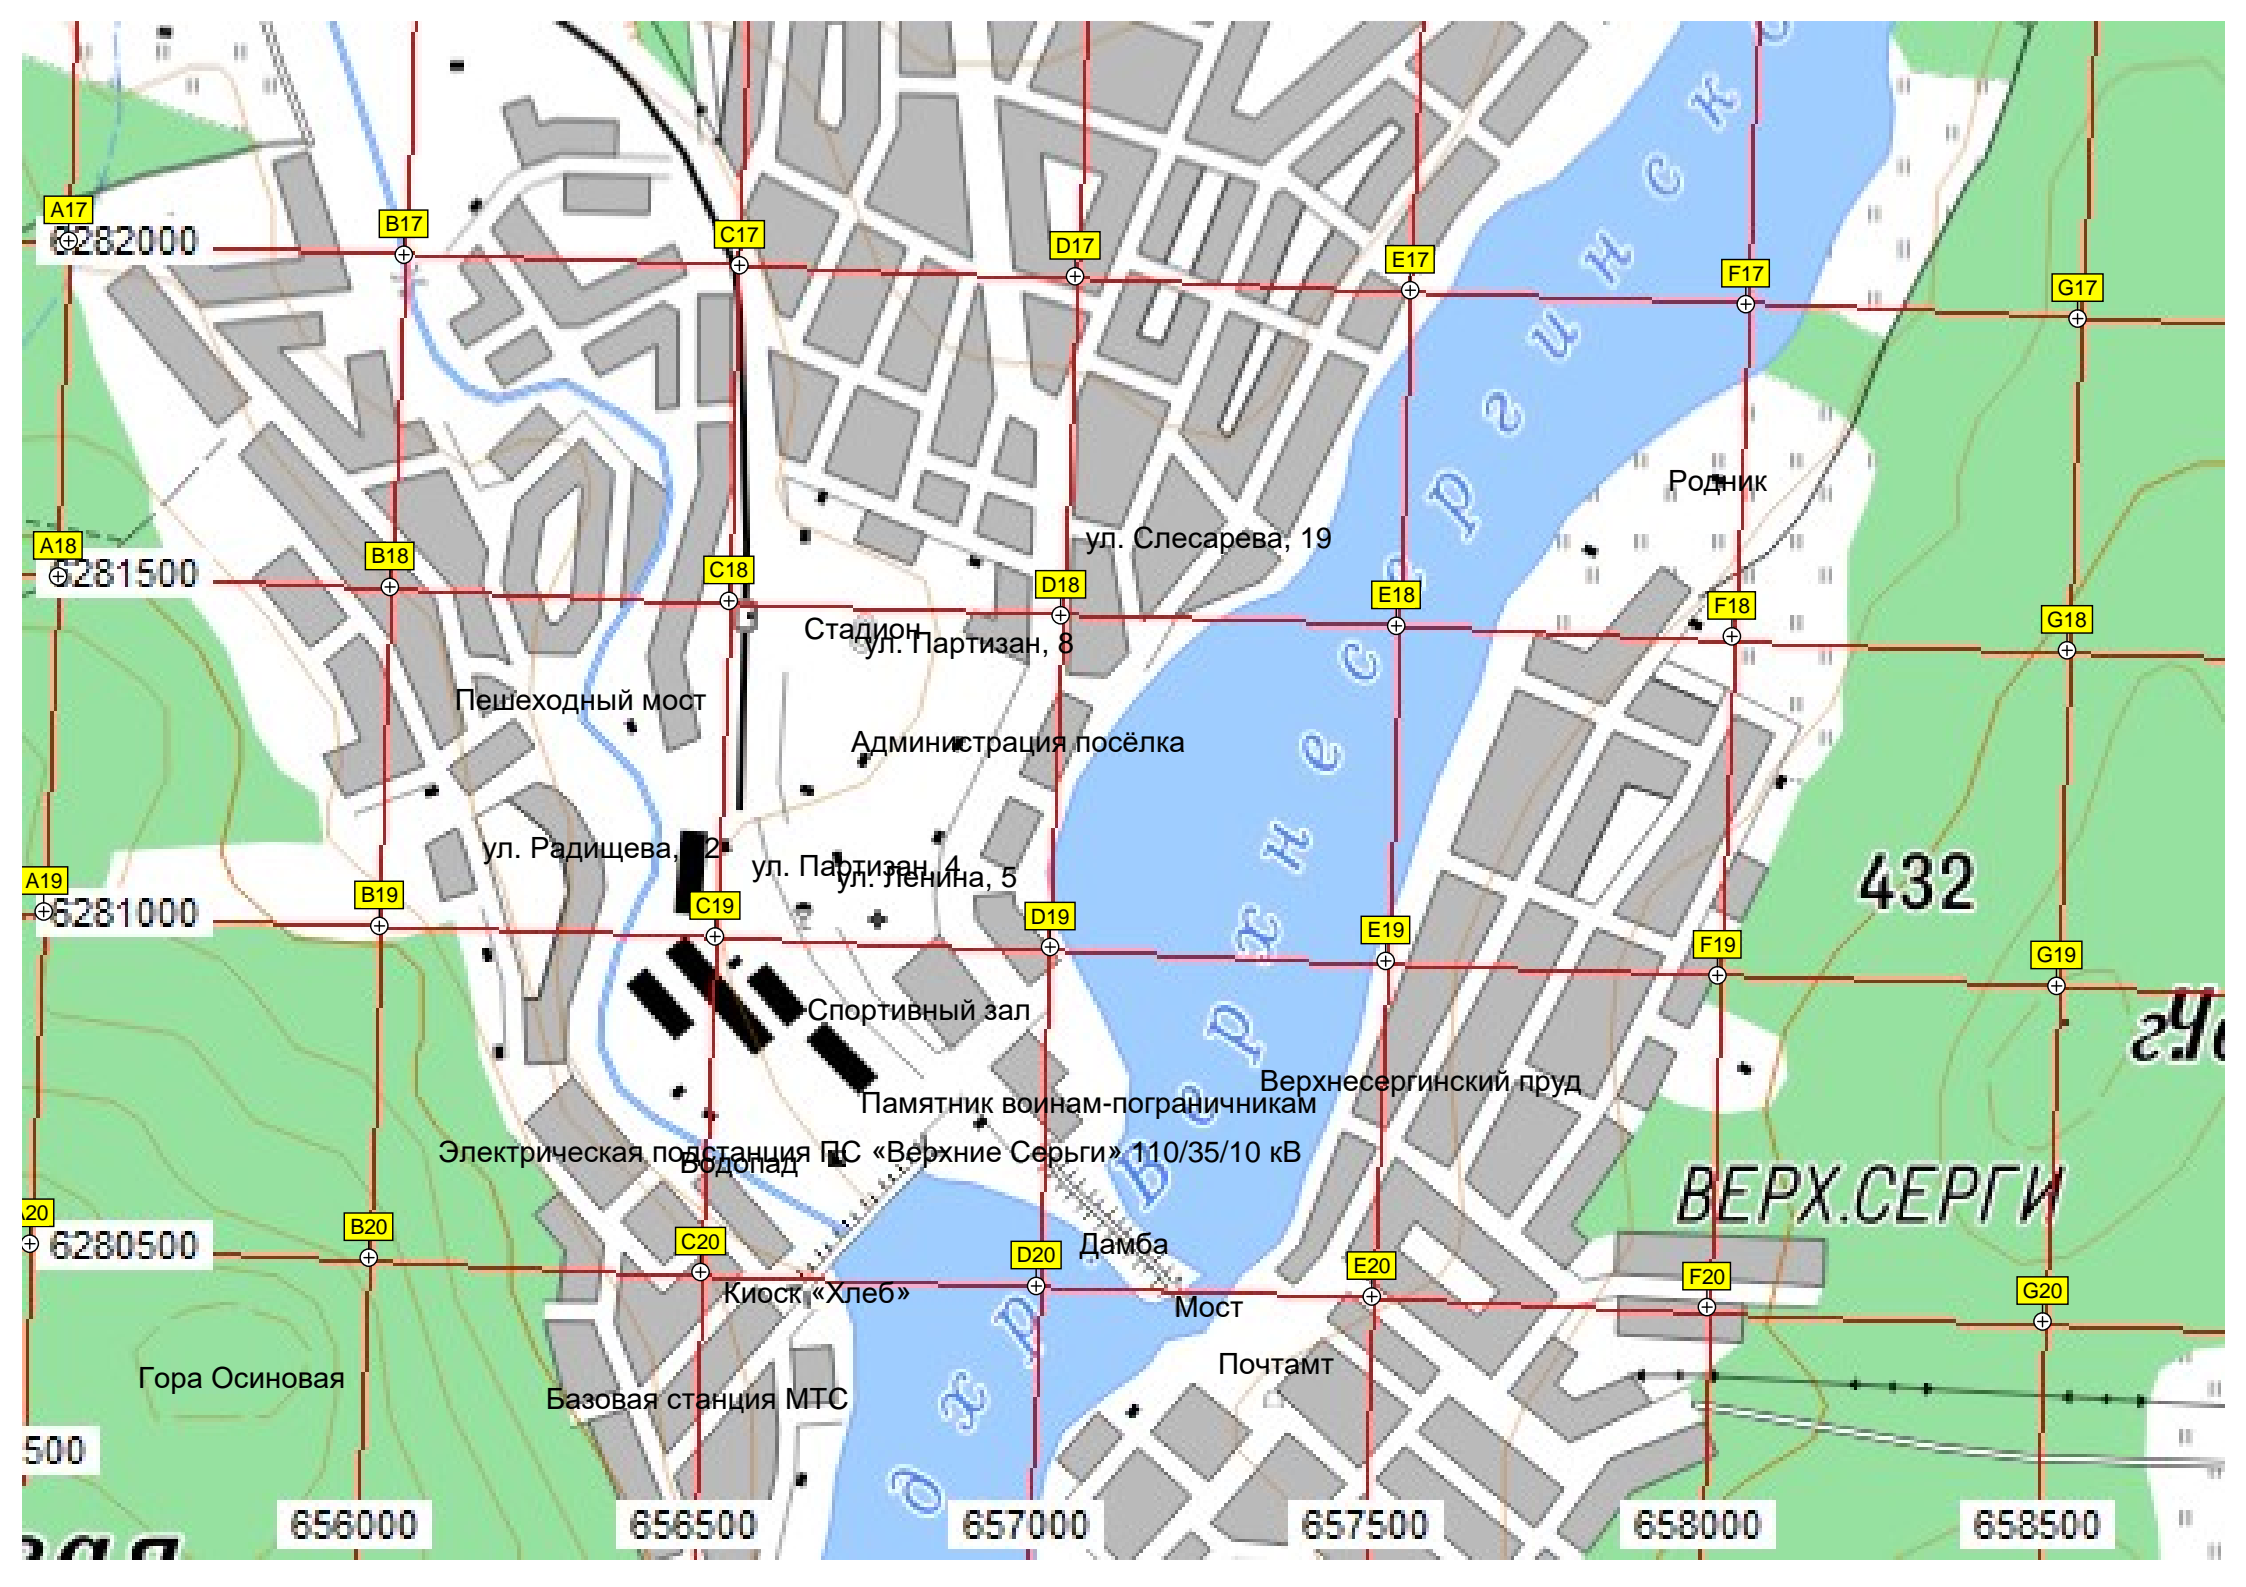 A17
B17
C17
D17
E17
F17
G17
6282000
Родник
ул. Слесарева, 19
A18
B18
C18
D18
E18
F18
G18
6281500
Стадион
ул. Партизан, 8
Пешеходный мост
Администрация посёлка
ул. Радищева, 2
ул. Партизан, 4
ул. Ленина, 5
432
A19
B19
C19
D19
E19
F19
G19
6281000
Спортивный зал
Верхнесергинский пруд
Памятник воинам-пограничникам
Электрическая подстанция ПС «Верхние Серьги» 110/35/10 кВ
Водопад
Верхнесергинск
ВЕРХ.СЕРГИ
A20
B20
C20
D20
E20
F20
G20
6280500
Дамба
Киоск «Хлеб»
Мост
Почтамт
Гора Осиновая
Базовая станция МТС
500
656000
656500
657000
657500
658000
658500